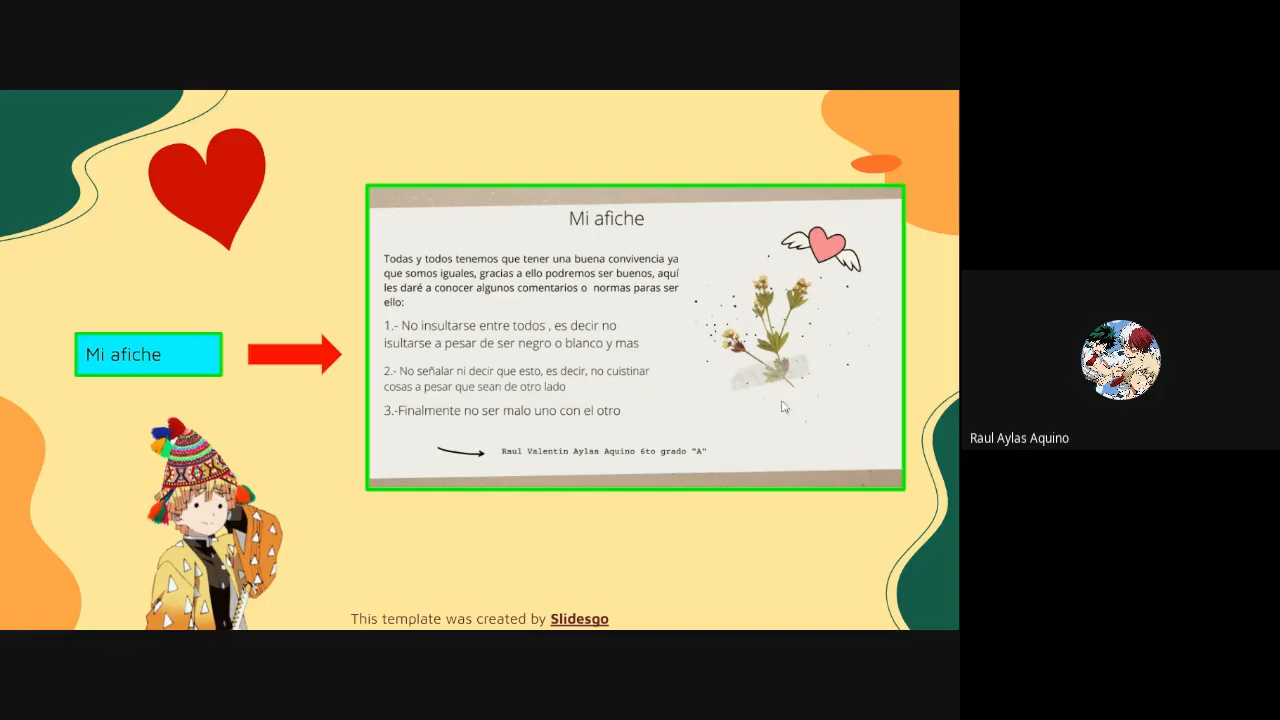 Mi afiche
Mi afiche
Todas y todos tenemos que tener una buena convivencia ya
que somos iguales, gracias a ello podremos ser buenos, aquí
les daré a conocer algunos comentarios o normas paras ser
ello:
1.- No insultarse entre todos , es decir no
isultarse a pesar de ser negro o blanco y mas
2.- No señalar ni decir que esto, es decir, no cuistinar
cosas a pesar que sean de otro lado
3.-Finalmente no ser malo uno con el otro
Raul Valentin Aylas Aquino 6to grado "A"
This template was created by Slidesgo
Raul Aylas Aquino